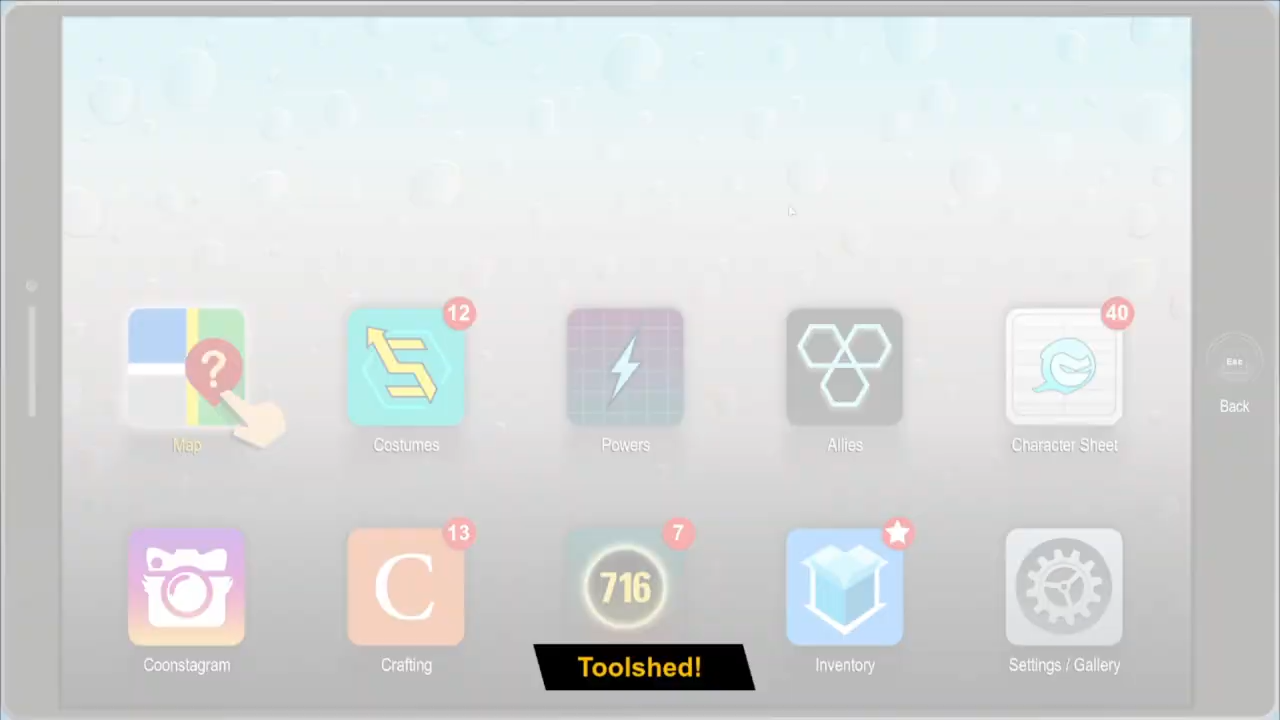 12
40
?
Map
Costumes
Powers
Allies
Character Sheet
Esc
Back
13
7
C
716
Coonstagram
Crafting
Toolshed!
Inventory
Settings / Gallery